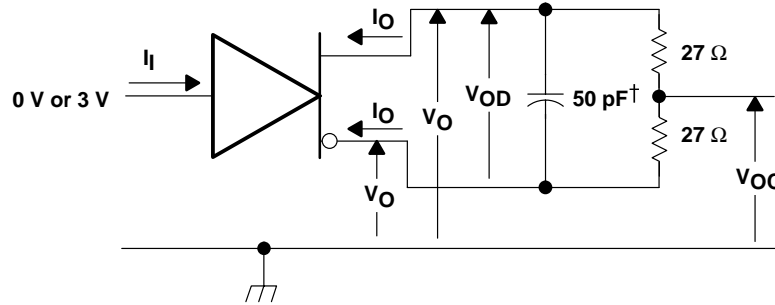 I_I
0 V or 3 V
I_O
I_O
V_O
V_O
V_OD
50 pF†
27 Ω
27 Ω
V_OC